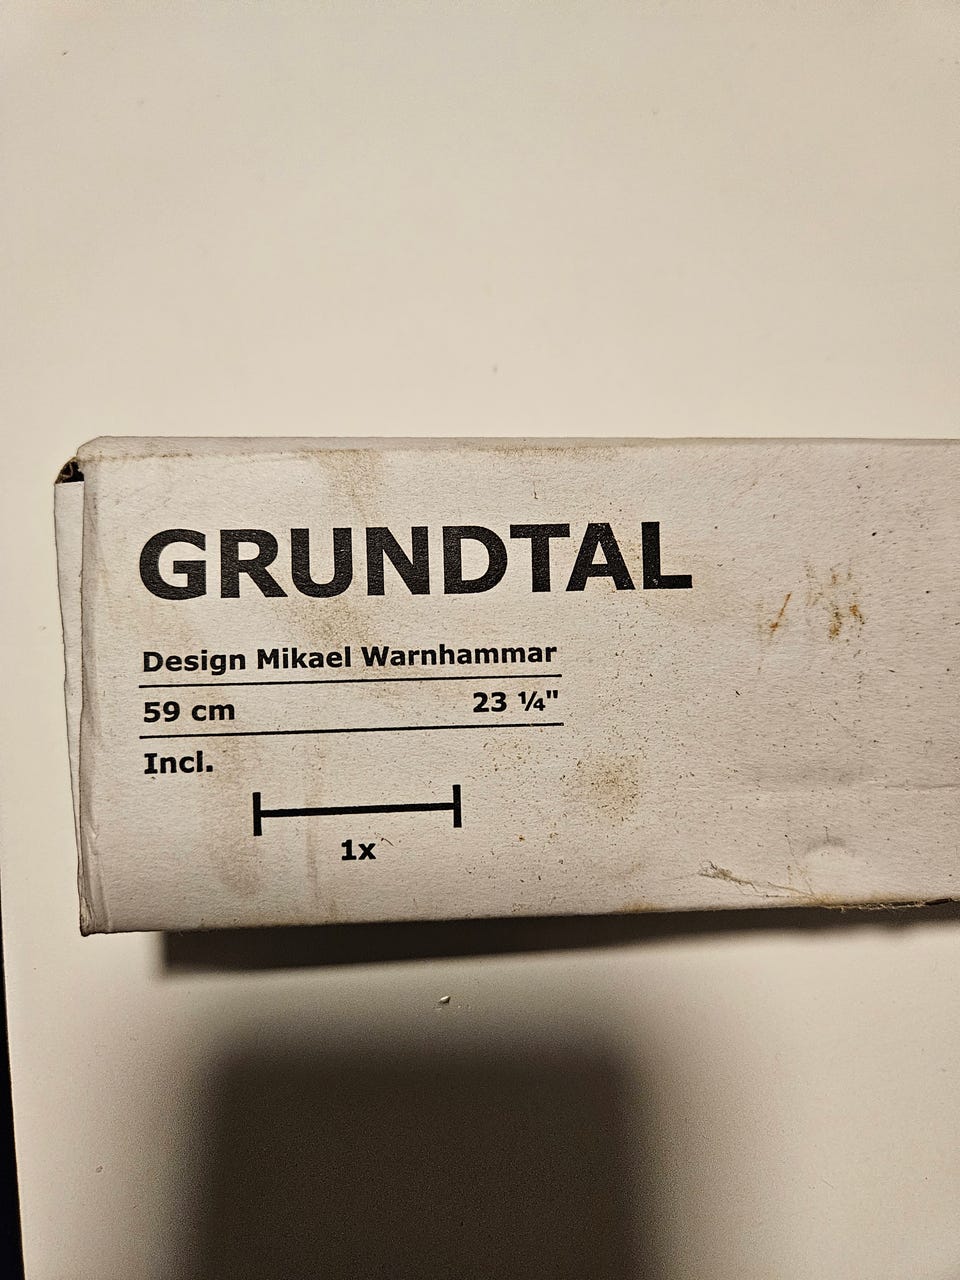 GRUNDTAL
Design Mikael Warnhammar
59 cm 23 ¼"
Incl.
1x